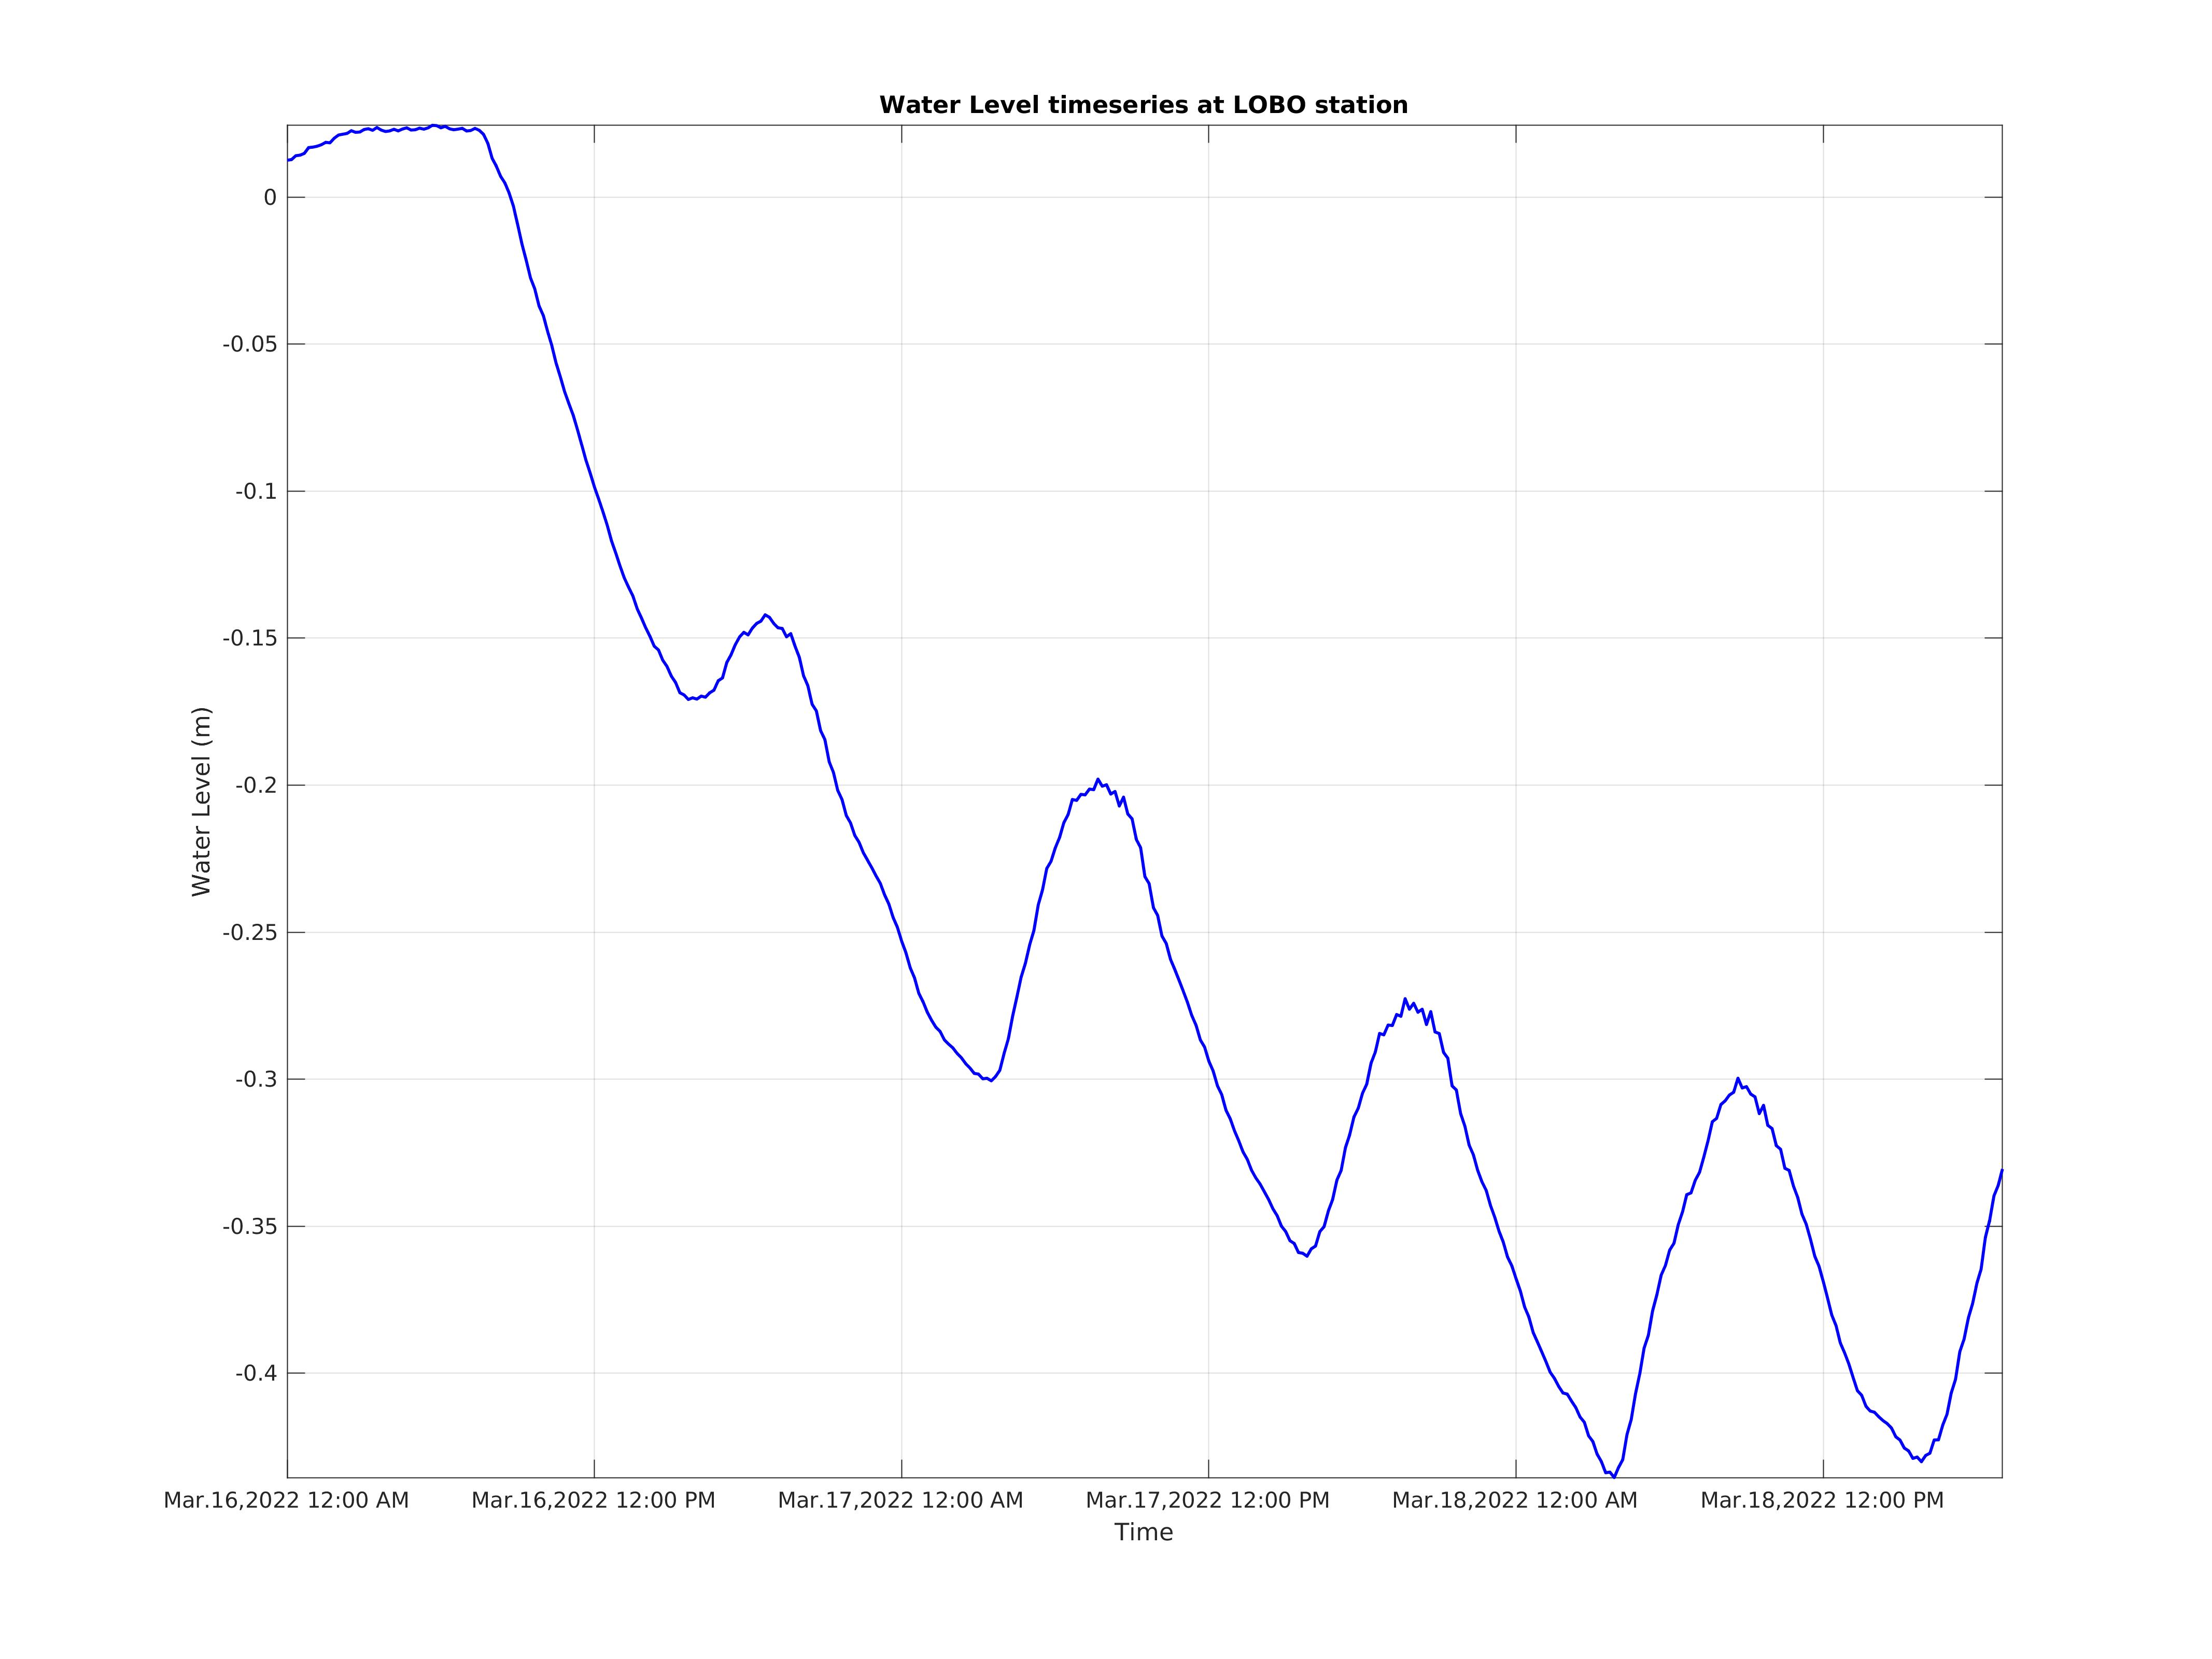 Water Level timeseries at LOBO station
0
-0.05
-0.1
-0.15
-0.2
-0.25
-0.3
-0.35
-0.4
Water Level (m)
Mar.16,2022 12:00 AM Mar.16,2022 12:00 PM Mar.17,2022 12:00 AM Mar.17,2022 12:00 PM Mar.18,2022 12:00 AM Mar.18,2022 12:00 PM
Time